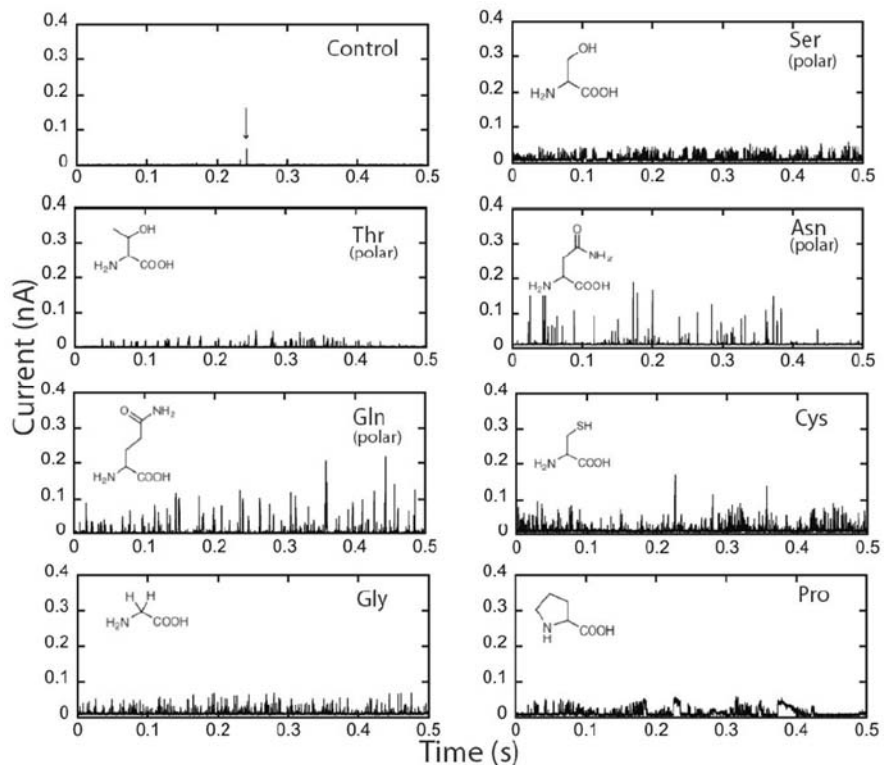 Current (nA)
Control
0.4
0.3
0.2
0.1
0
0 0.1 0.2 0.3 0.4 0.5
Ser
(polar)
OH
H₂N COOH
0.4
0.3
0.2
0.1
0
0 0.1 0.2 0.3 0.4 0.5
Thr
(polar)
OH
H₂N COOH
0.4
0.3
0.2
0.1
0
0 0.1 0.2 0.3 0.4 0.5
Asn
(polar)
O
NH₂
H₂N COOH
0.4
0.3
0.2
0.1
0
0 0.1 0.2 0.3 0.4 0.5
Gln
(polar)
O NH₂
H₂N COOH
0.4
0.3
0.2
0.1
0
0 0.1 0.2 0.3 0.4 0.5
Cys
SH
H₂N COOH
0.4
0.3
0.2
0.1
0
0 0.1 0.2 0.3 0.4 0.5
Gly
H H
H₂N COOH
0.4
0.3
0.2
0.1
0
0 0.1 0.2 0.3 0.4 0.5
Pro
N
H
COOH
0.4
0.3
0.2
0.1
0
0 0.1 0.2 0.3 0.4 0.5
Time (s)